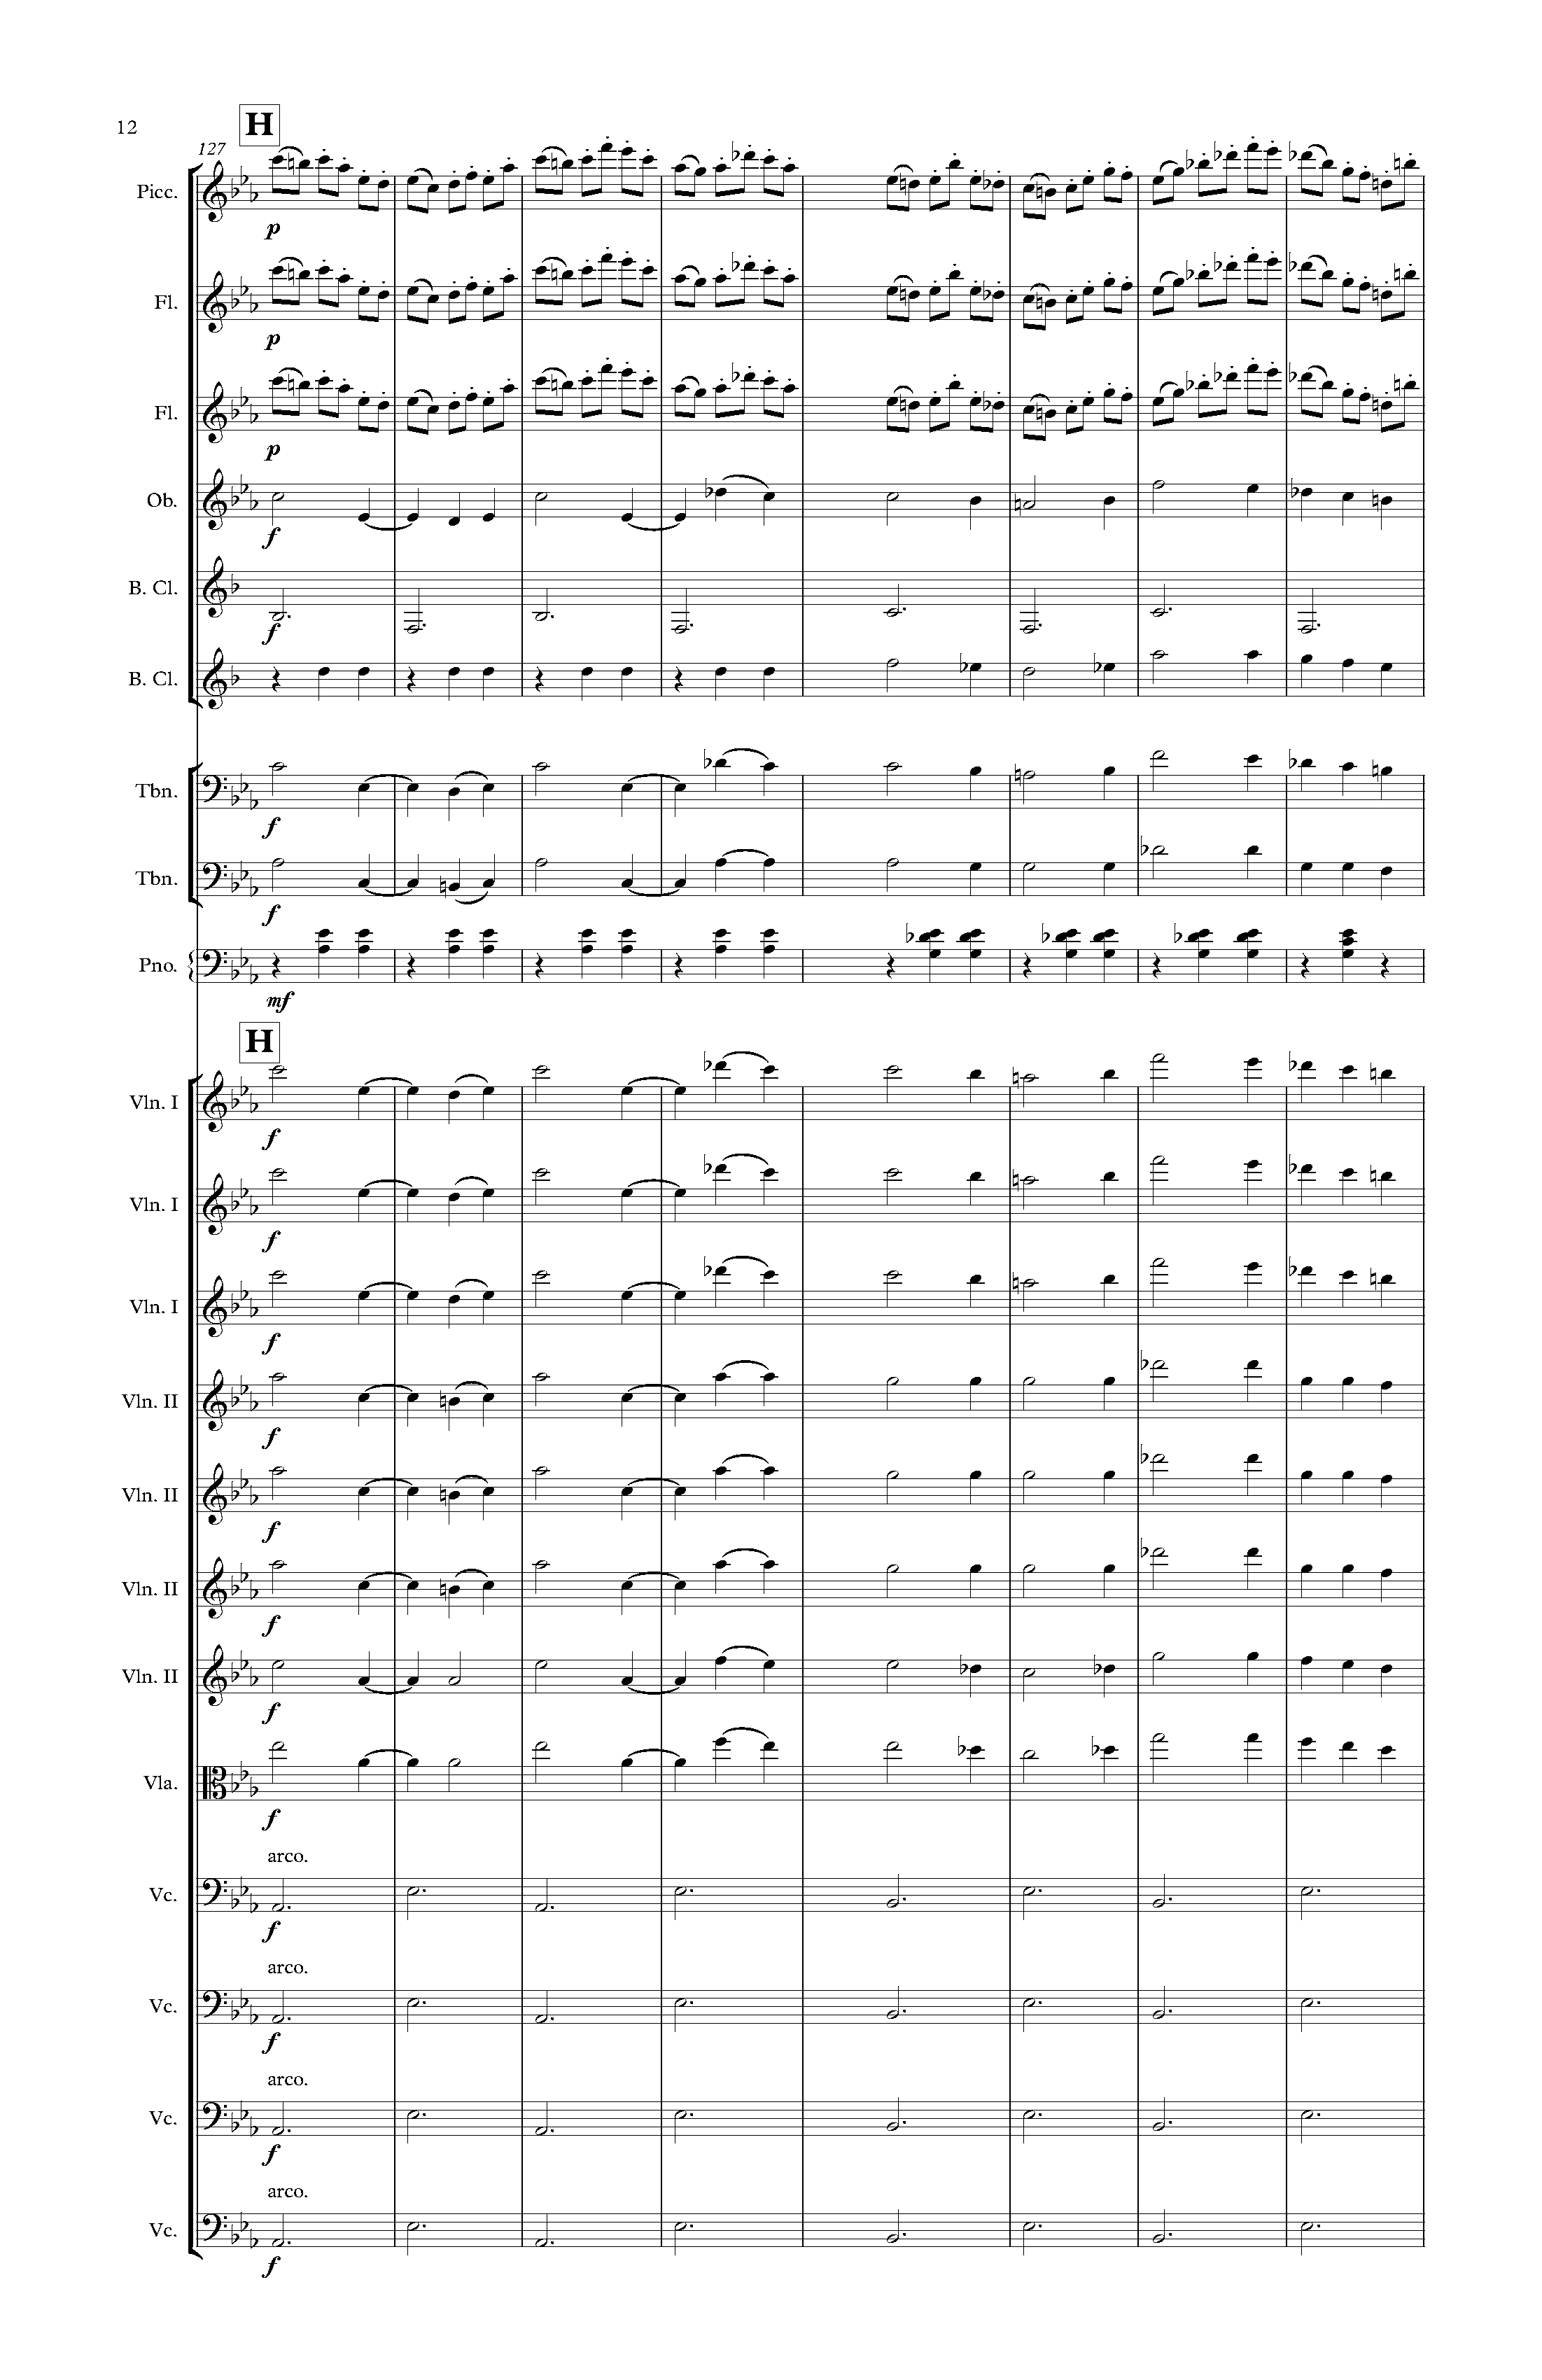 12
H
127
Picc.
p
Fl.
p
Fl.
p
Ob.
f
B. Cl.
f
B. Cl.
Tbn.
f
Tbn.
f
Pno.
mf
H
Vln. I
f
Vln. I
f
Vln. I
f
Vln. II
f
Vln. II
f
Vln. II
f
Vln. II
f
Vla.
f
arco.
Vc.
f
arco.
Vc.
f
arco.
Vc.
f
arco.
Vc.
f